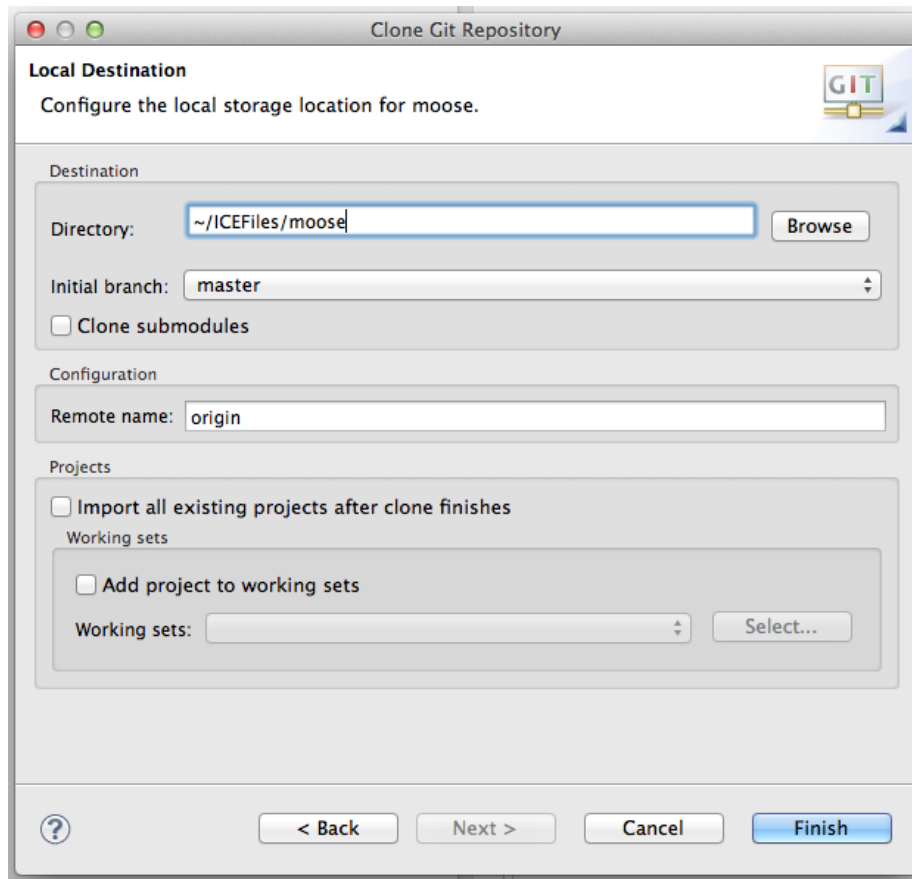 Clone Git Repository
Local Destination
Configure the local storage location for moose.
GIT
Destination
Directory: ~/ICEFiles/moose Browse
Initial branch: master
Clone submodules
Configuration
Remote name: origin
Projects
Import all existing projects after clone finishes
Working sets
Add project to working sets
Working sets: Select...
? < Back Next > Cancel Finish